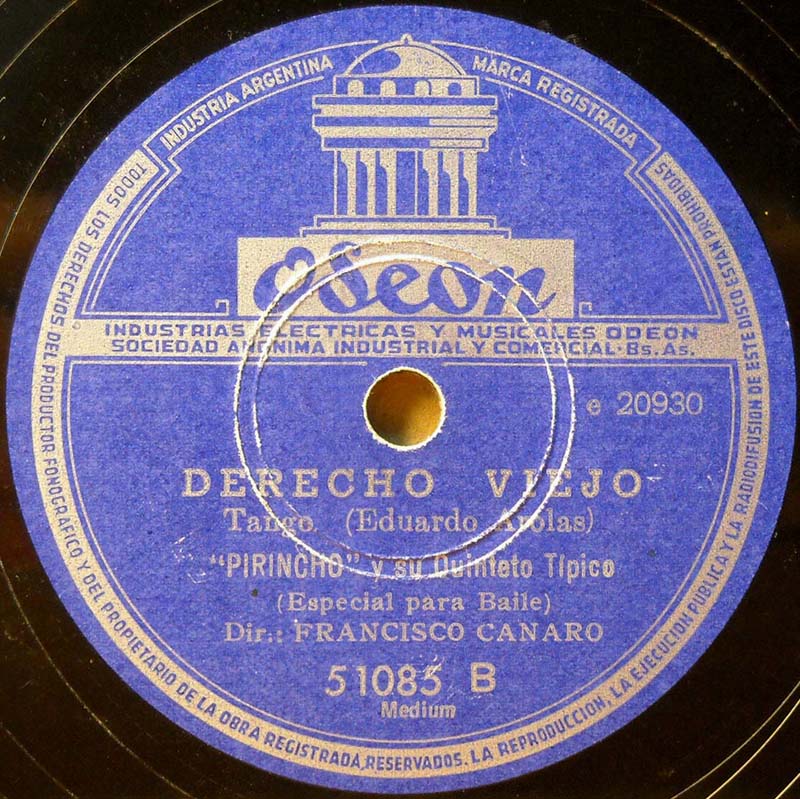 INDUSTRIA ARGENTINA
MARCA REGISTRADA
Odeon
INDUSTRIAS ELECTRICAS Y MUSICALES ODEON
SOCIEDAD ANONIMA INDUSTRIAL Y COMERCIAL · Bs. As.
e 20930
DERECHO VIEJO
Tango (Eduardo Arolas)
"PIRINCHO" y su Quinteto Típico
(Especial para Baile)
Dir.: FRANCISCO CANARO
51085 B
Medium
TODOS LOS DERECHOS DEL PRODUCTOR FONOGRAFICO Y DEL PROPIETARIO DE LA OBRA REGISTRADA, RESERVADOS. LA REPRODUCCION, LA EJECUCION PUBLICA Y LA RADIODIFUSION DE ESTE DISCO ESTAN PROHIBIDAS